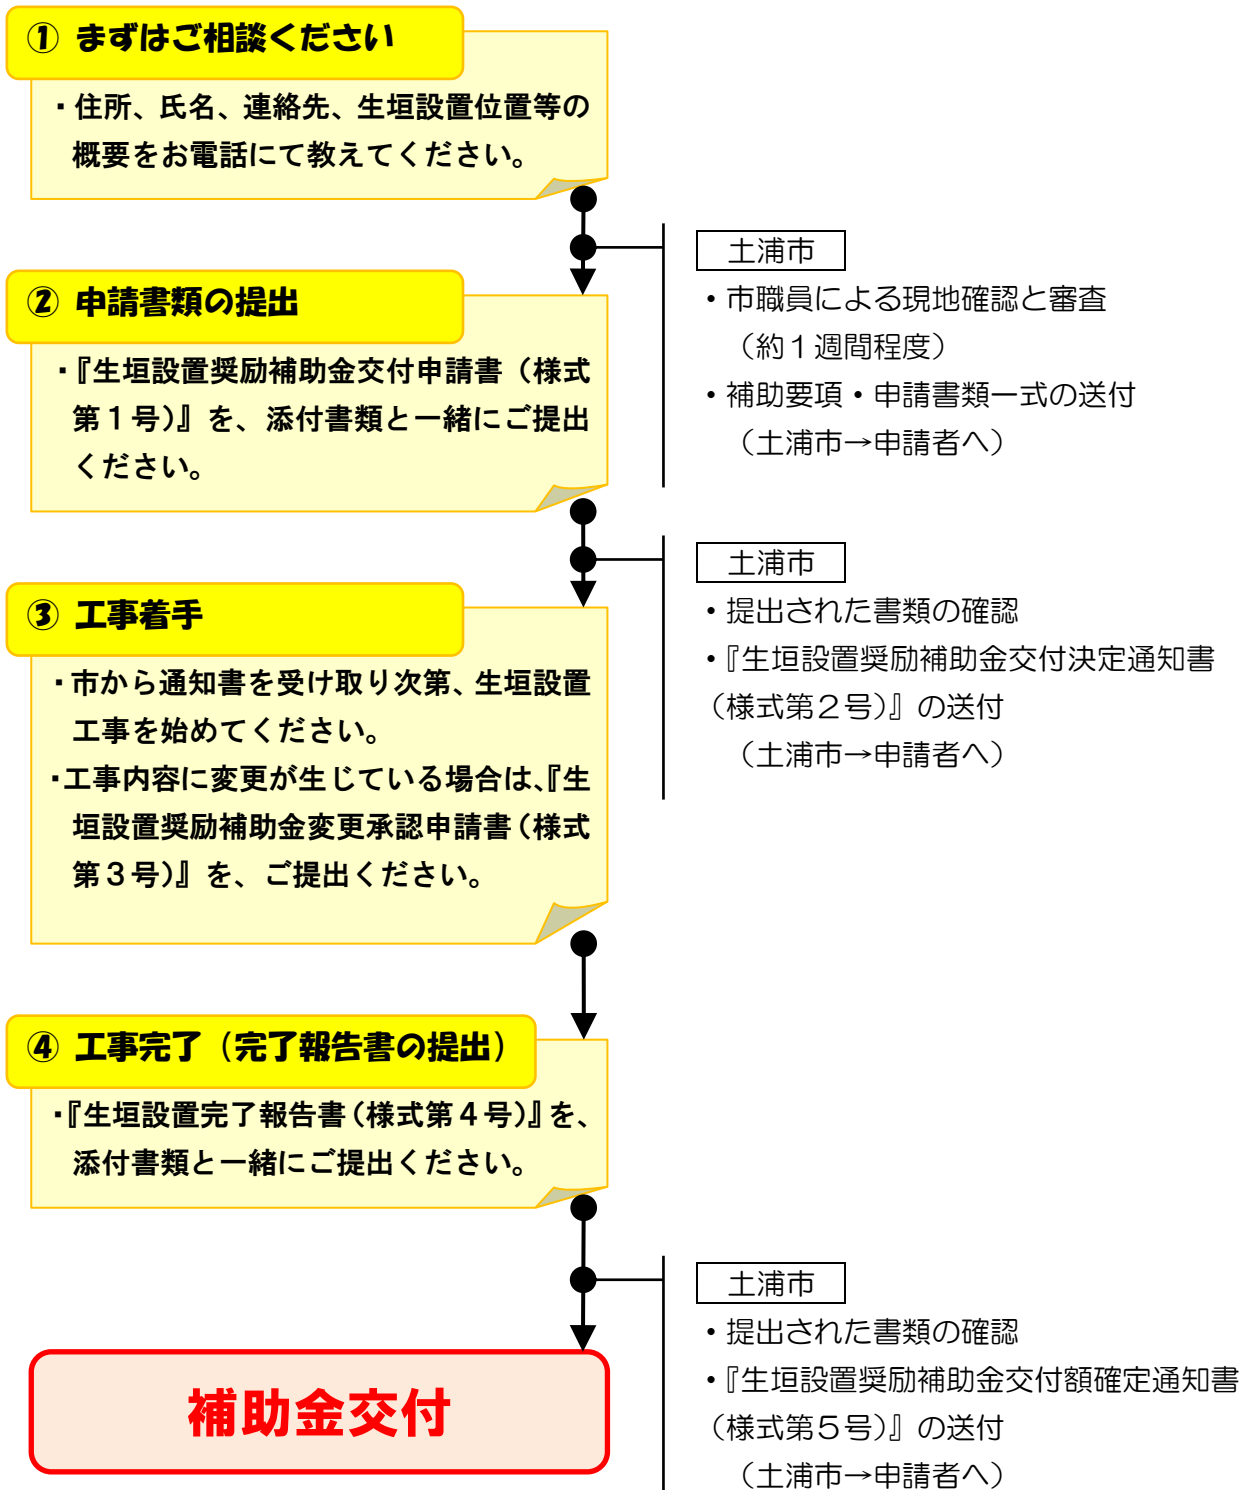 ① まずはご相談ください
・住所、氏名、連絡先、生垣設置位置等の
概要をお電話にて教えてください。
土浦市
・市職員による現地確認と審査
（約１週間程度）
・補助要項・申請書類一式の送付
（土浦市→申請者へ）
② 申請書類の提出
・『生垣設置奨励補助金交付申請書（様式
第１号）』を、添付書類と一緒にご提出
ください。
土浦市
・提出された書類の確認
・『生垣設置奨励補助金交付決定通知書
（様式第２号）』の送付
（土浦市→申請者へ）
③ 工事着手
・市から通知書を受け取り次第、生垣設置
工事を始めてください。
・工事内容に変更が生じている場合は、『生
垣設置奨励補助金変更承認申請書（様式
第３号）』を、ご提出ください。
④ 工事完了（完了報告書の提出）
・『生垣設置完了報告書（様式第４号）』を、
添付書類と一緒にご提出ください。
土浦市
・提出された書類の確認
・『生垣設置奨励補助金交付額確定通知書
（様式第５号）』の送付
（土浦市→申請者へ）
補助金交付